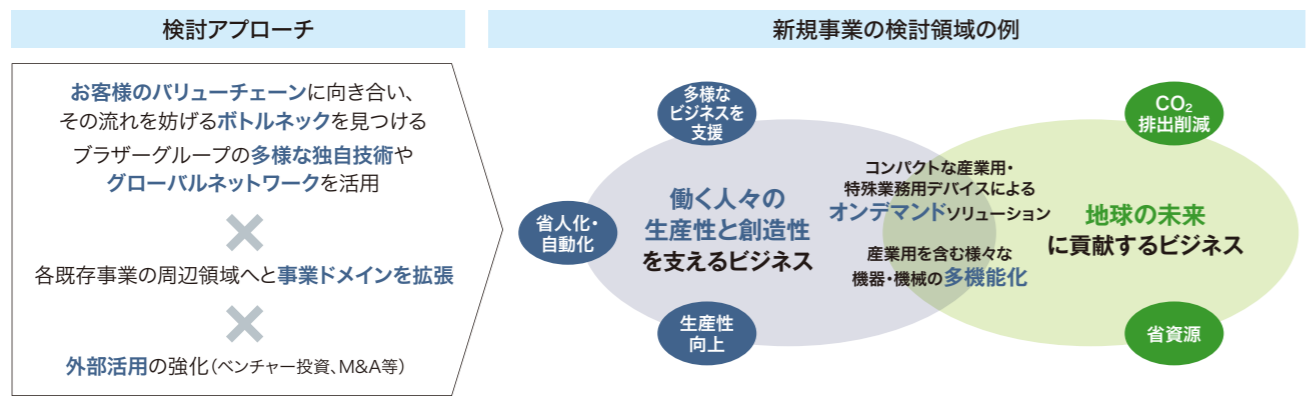 検討アプローチ
お客様のバリューチェーンに向き合い、
その流れを妨げるボトルネックを見つける
ブラザーグループの多様な独自技術や
グローバルネットワークを活用
×
各既存事業の周辺領域へと事業ドメインを拡張
×
外部活用の強化(ベンチャー投資、M&A等)
新規事業の検討領域の例
多様な
ビジネスを
支援
省人化・
自動化
生産性
向上
働く人々の
生産性と創造性
を支えるビジネス
コンパクトな産業用・
特殊業務用デバイスによる
オンデマンドソリューション
産業用を含む様々な
機器・機械の多機能化
地球の未来
に貢献するビジネス
CO₂
排出削減
省資源